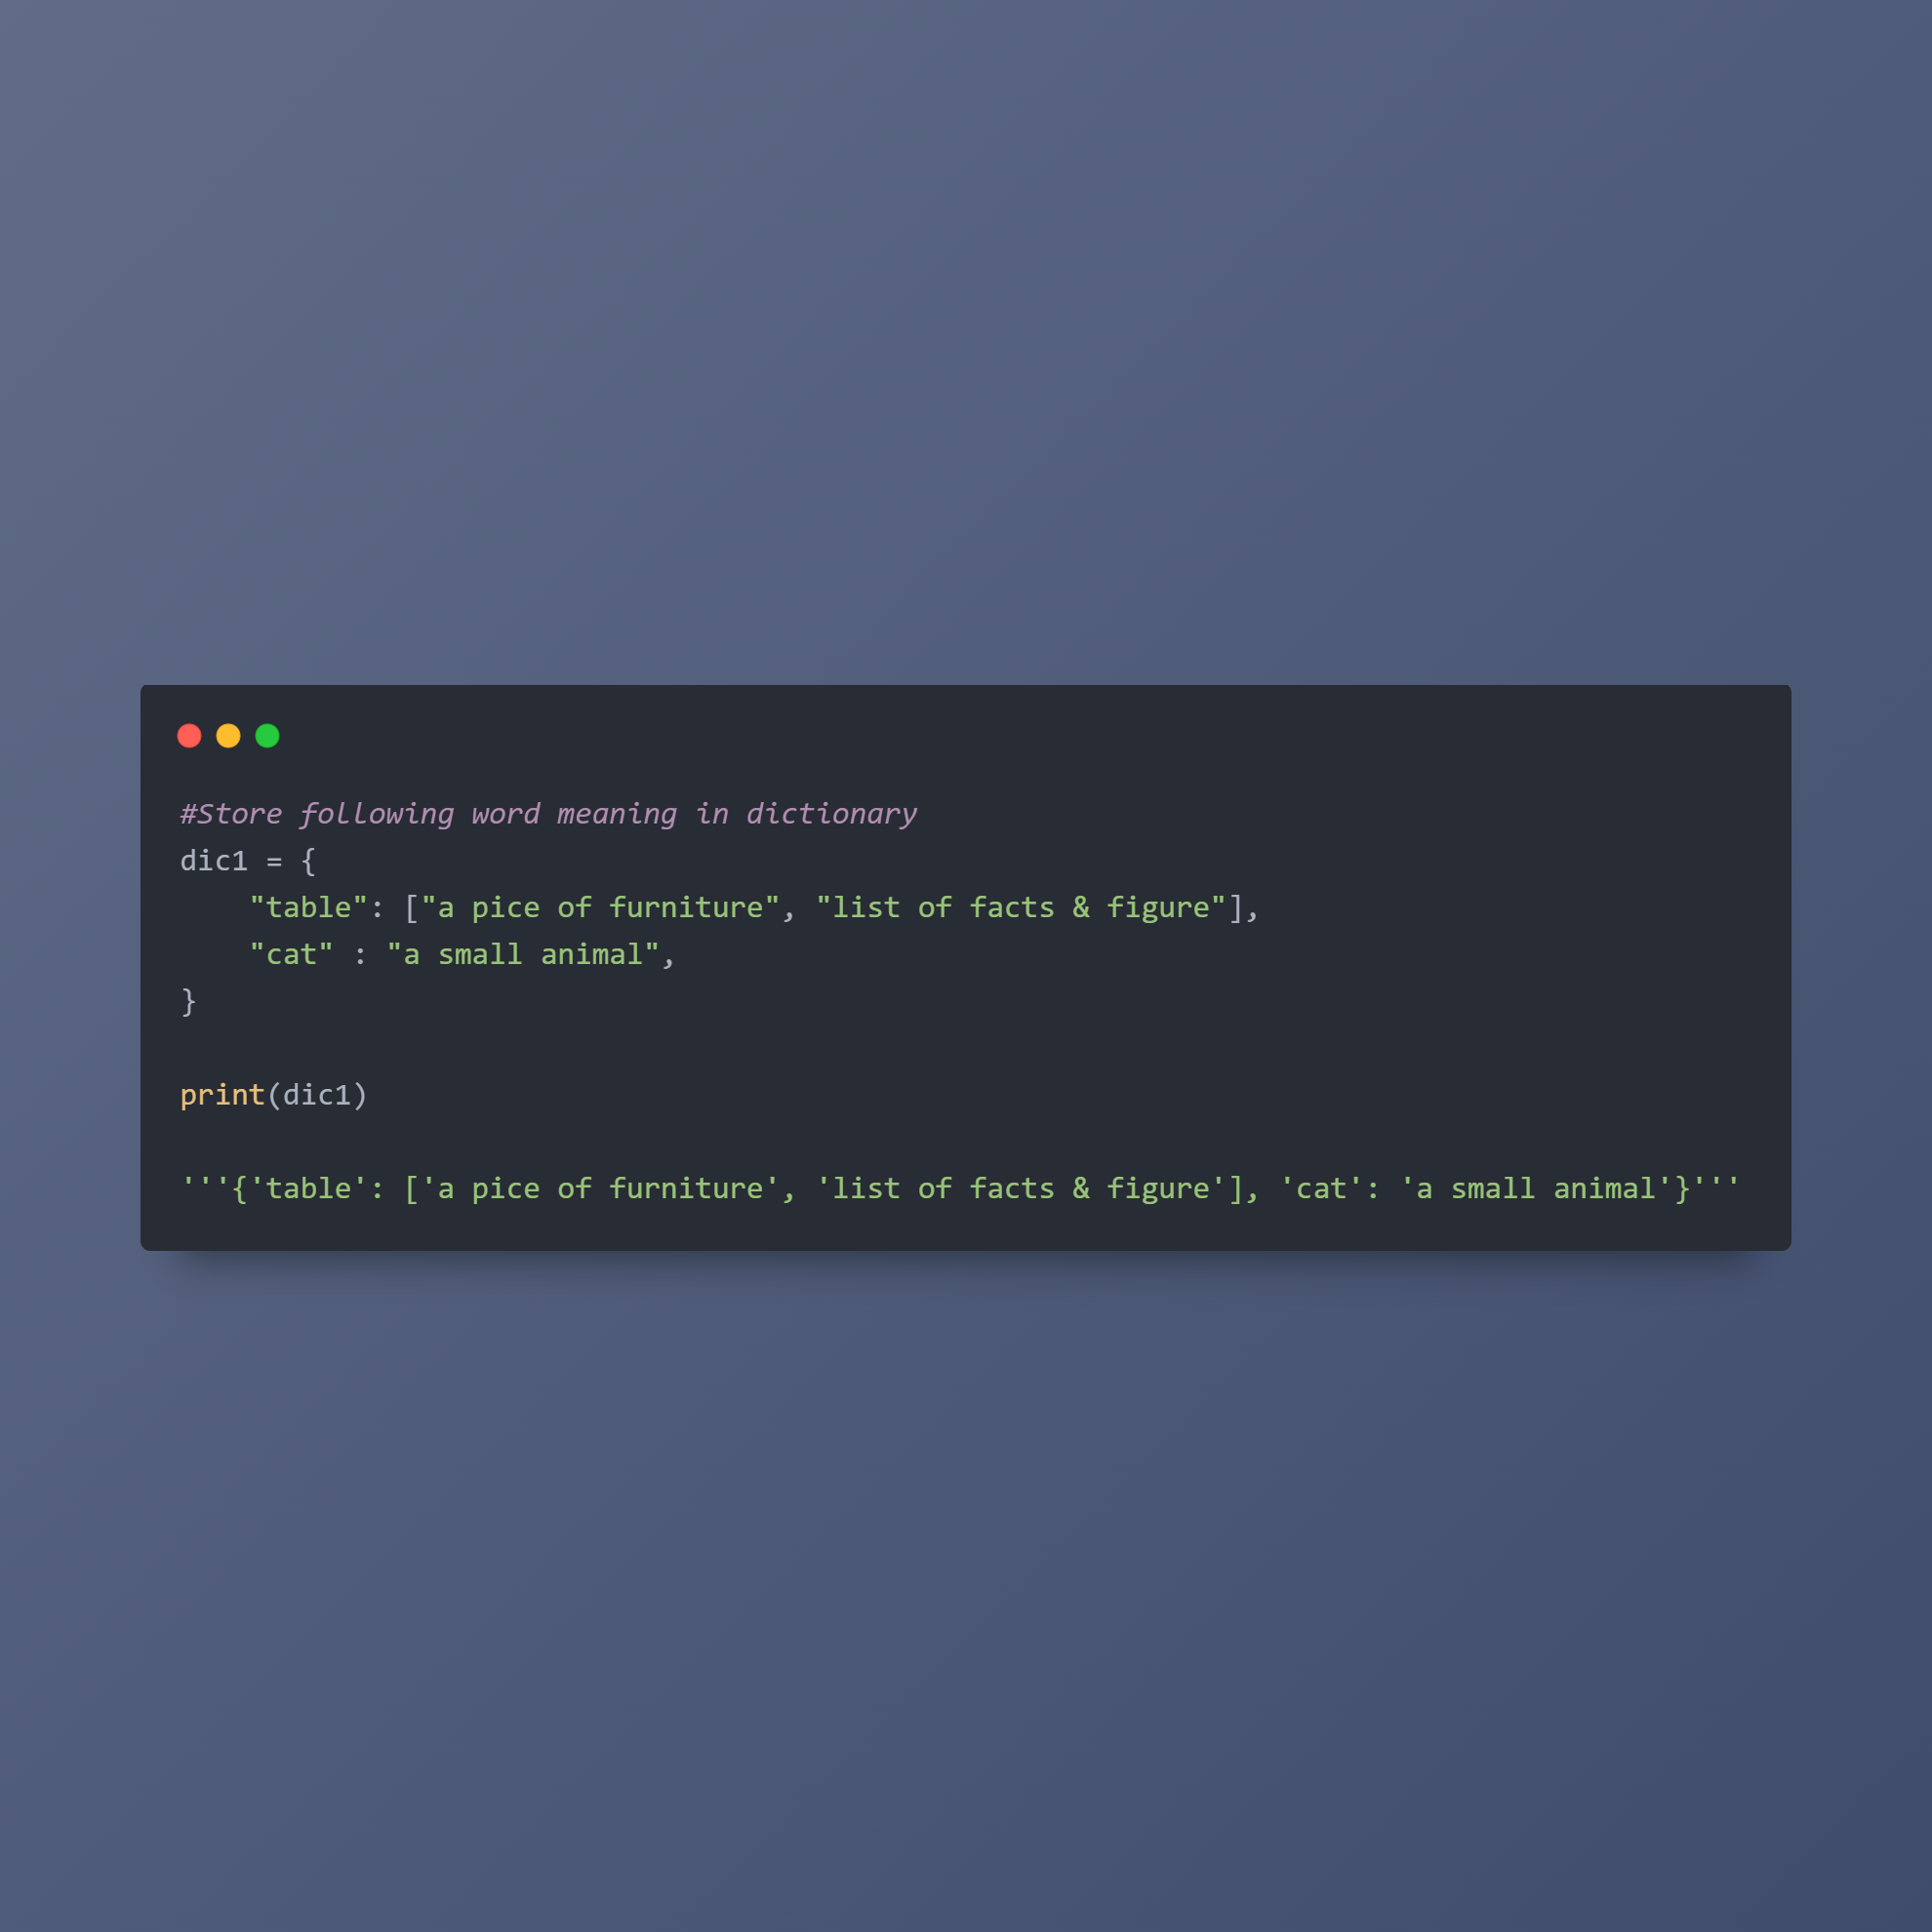 #Store following word meaning in dictionary
dic1 = {
    "table": ["a pice of furniture", "list of facts & figure"],
    "cat" : "a small animal",
}
print(dic1)
'''{'table': ['a pice of furniture', 'list of facts & figure'], 'cat': 'a small animal'}'''